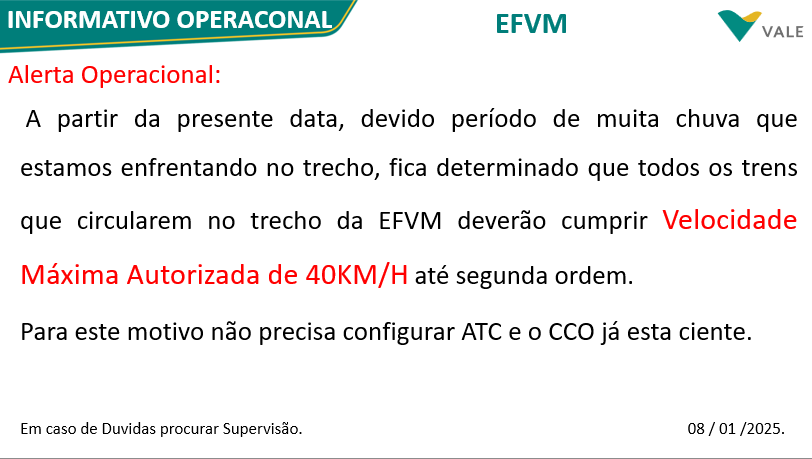 INFORMATIVO OPERACONAL
EFVM
VALE
Alerta Operacional:
A partir da presente data, devido período de muita chuva que
estamos enfrentando no trecho, fica determinado que todos os trens
que circularem no trecho da EFVM deverão cumprir Velocidade
Máxima Autorizada de 40KM/H até segunda ordem.
Para este motivo não precisa configurar ATC e o CCO já esta ciente.
Em caso de Duvidas procurar Supervisão.
08 / 01 /2025.